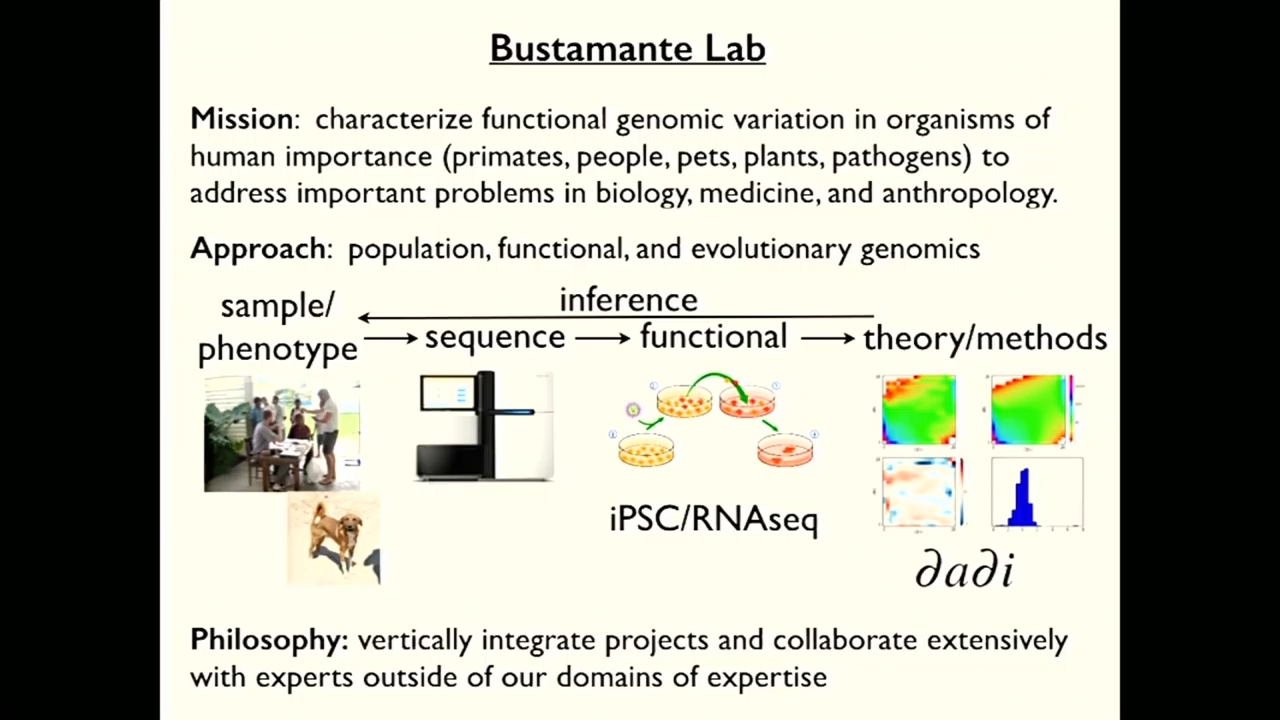 Bustamante Lab
Mission: characterize functional genomic variation in organisms of
human importance (primates, people, pets, plants, pathogens) to
address important problems in biology, medicine, and anthropology.
Approach: population, functional, and evolutionary genomics
sample/
phenotype
inference
sequence
functional
theory/methods
iPSC/RNAseq
∂a∂i
Philosophy: vertically integrate projects and collaborate extensively
with experts outside of our domains of expertise